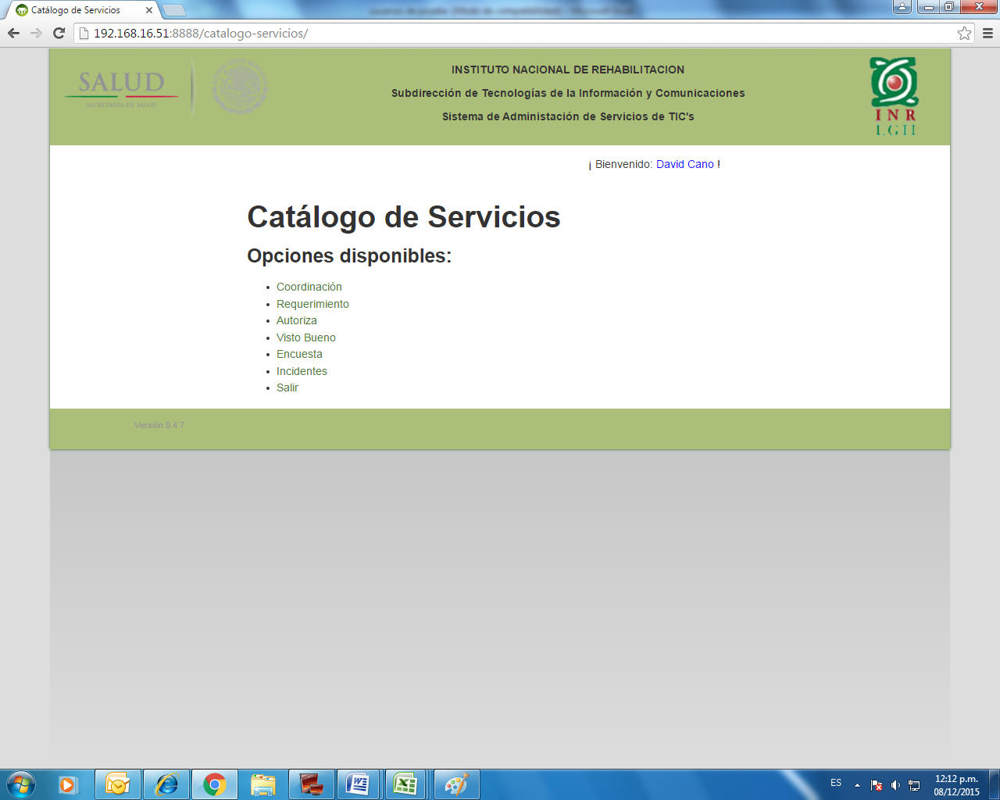 Catálogo de Servicios
192.168.16.51:8888/catalogo-servicios/
SALUD
SECRETARÍA DE SALUD
INSTITUTO NACIONAL DE REHABILITACION
Subdirección de Tecnologías de la Información y Comunicaciones
Sistema de Administación de Servicios de TIC's
INR
LGII
¡ Bienvenido: David Cano !
Catálogo de Servicios
Opciones disponibles:
Coordinación
Requerimiento
Autoriza
Visto Bueno
Encuesta
Incidentes
Salir
Versión 0.4.7
ES
12:12 p.m.
08/12/2015